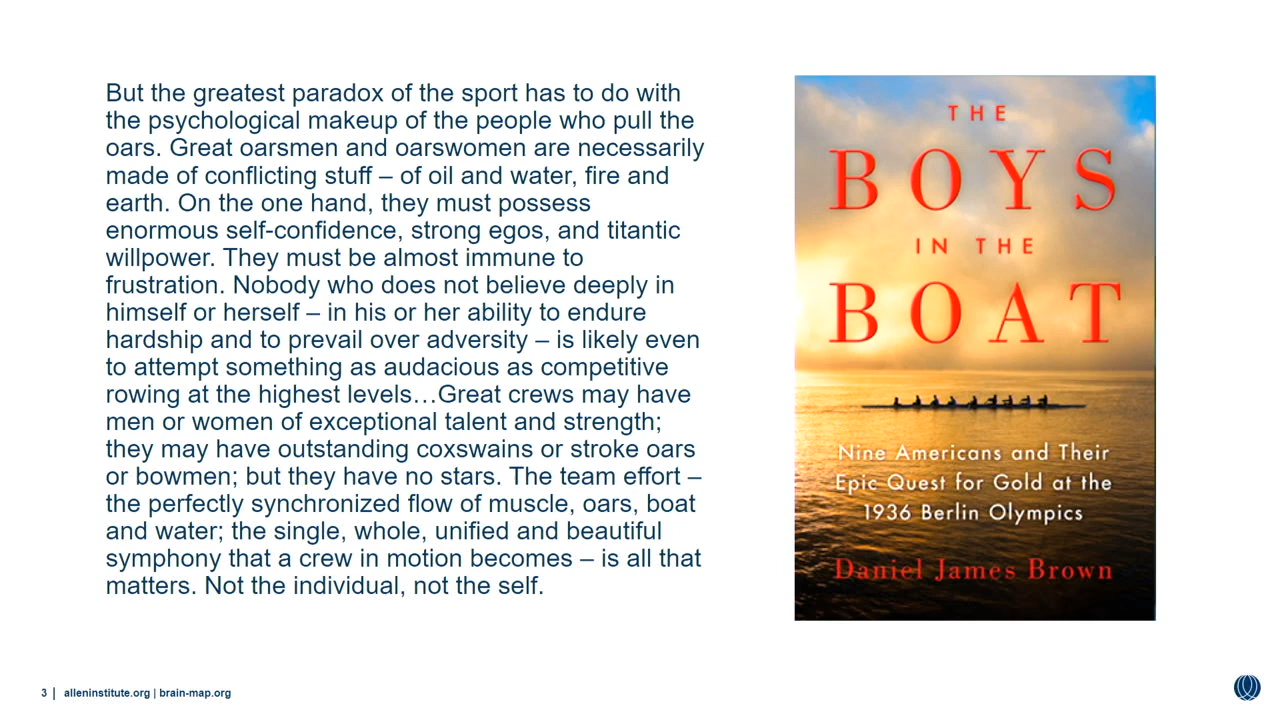 But the greatest paradox of the sport has to do with
the psychological makeup of the people who pull the
oars. Great oarsmen and oarswomen are necessarily
made of conflicting stuff – of oil and water, fire and
earth. On the one hand, they must possess
enormous self-confidence, strong egos, and titantic
willpower. They must be almost immune to
frustration. Nobody who does not believe deeply in
himself or herself – in his or her ability to endure
hardship and to prevail over adversity – is likely even
to attempt something as audacious as competitive
rowing at the highest levels…Great crews may have
men or women of exceptional talent and strength;
they may have outstanding coxswains or stroke oars
or bowmen; but they have no stars. The team effort –
the perfectly synchronized flow of muscle, oars, boat
and water; the single, whole, unified and beautiful
symphony that a crew in motion becomes – is all that
matters. Not the individual, not the self.
THE
BOYS
IN THE
BOAT
Nine Americans and Their
Epic Quest for Gold at the
1936 Berlin Olympics
Daniel James Brown
3 | alleninstitute.org | brain-map.org